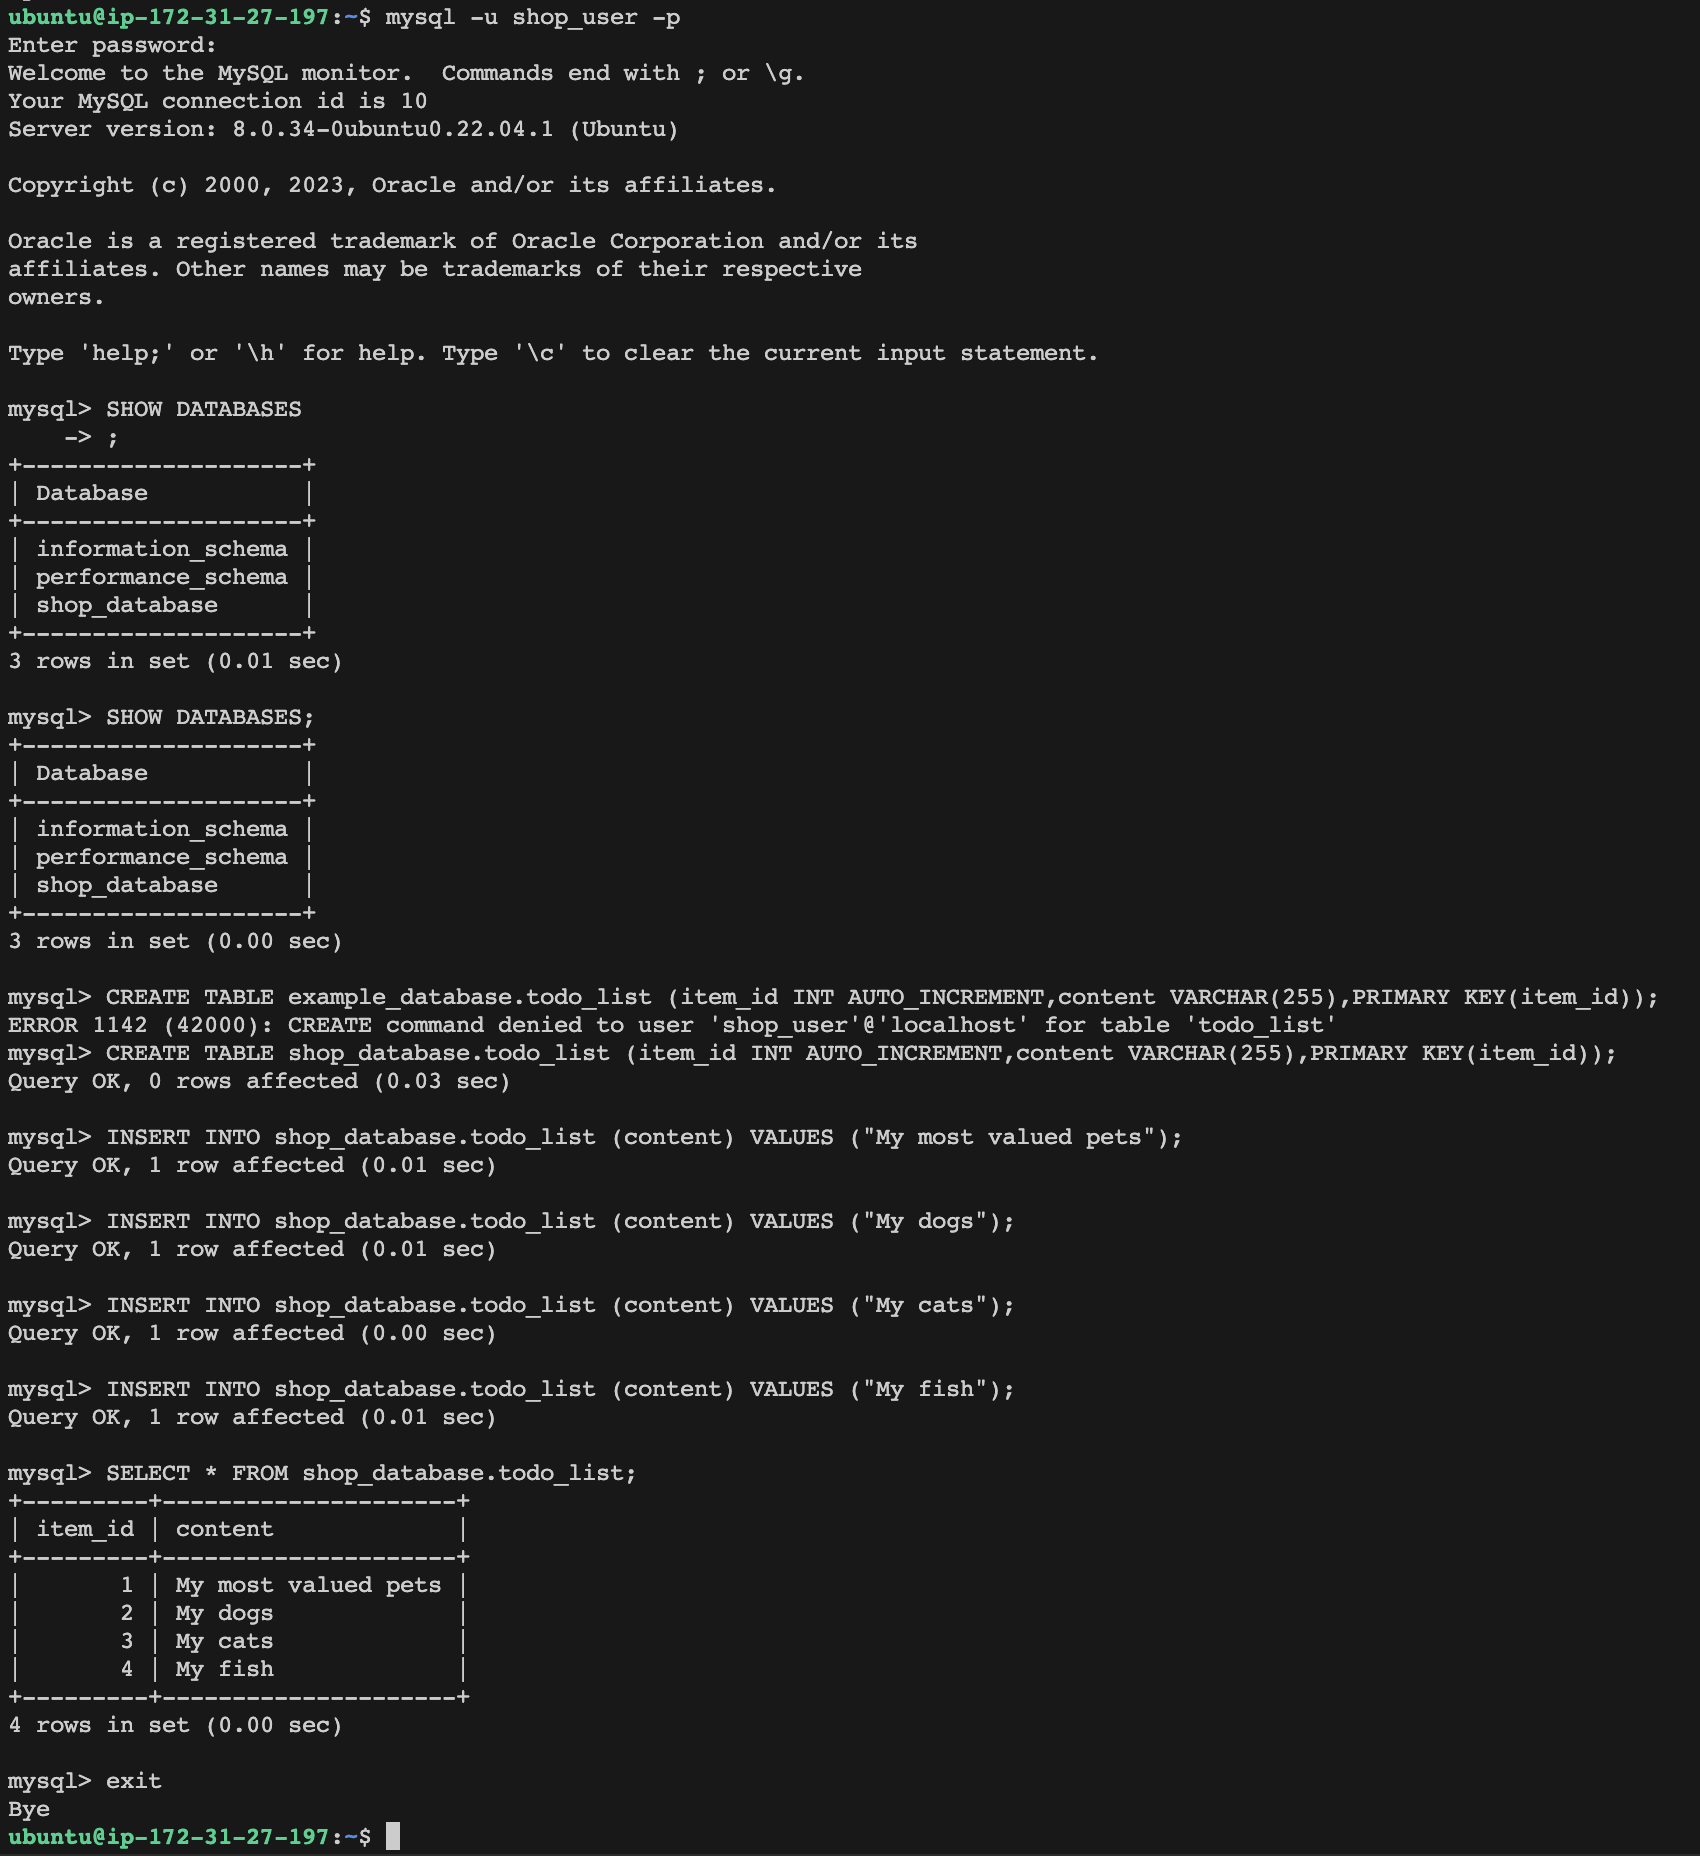 ubuntu@ip-172-31-27-197:~$ mysql -u shop_user -p
Enter password:
Welcome to the MySQL monitor.  Commands end with ; or \g.
Your MySQL connection id is 10
Server version: 8.0.34-0ubuntu0.22.04.1 (Ubuntu)

Copyright (c) 2000, 2023, Oracle and/or its affiliates.

Oracle is a registered trademark of Oracle Corporation and/or its
affiliates. Other names may be trademarks of their respective
owners.

Type 'help;' or '\h' for help. Type '\c' to clear the current input statement.

mysql> SHOW DATABASES
    -> ;
+--------------------+
| Database           |
+--------------------+
| information_schema |
| performance_schema |
| shop_database      |
+--------------------+
3 rows in set (0.01 sec)

mysql> SHOW DATABASES;
+--------------------+
| Database           |
+--------------------+
| information_schema |
| performance_schema |
| shop_database      |
+--------------------+
3 rows in set (0.00 sec)

mysql> CREATE TABLE example_database.todo_list (item_id INT AUTO_INCREMENT,content VARCHAR(255),PRIMARY KEY(item_id));
ERROR 1142 (42000): CREATE command denied to user 'shop_user'@'localhost' for table 'todo_list'
mysql> CREATE TABLE shop_database.todo_list (item_id INT AUTO_INCREMENT,content VARCHAR(255),PRIMARY KEY(item_id));
Query OK, 0 rows affected (0.03 sec)

mysql> INSERT INTO shop_database.todo_list (content) VALUES ("My most valued pets");
Query OK, 1 row affected (0.01 sec)

mysql> INSERT INTO shop_database.todo_list (content) VALUES ("My dogs");
Query OK, 1 row affected (0.01 sec)

mysql> INSERT INTO shop_database.todo_list (content) VALUES ("My cats");
Query OK, 1 row affected (0.00 sec)

mysql> INSERT INTO shop_database.todo_list (content) VALUES ("My fish");
Query OK, 1 row affected (0.01 sec)

mysql> SELECT * FROM shop_database.todo_list;
+---------+---------------------+
| item_id | content             |
+---------+---------------------+
|       1 | My most valued pets |
|       2 | My dogs             |
|       3 | My cats             |
|       4 | My fish             |
+---------+---------------------+
4 rows in set (0.00 sec)

mysql> exit
Bye
ubuntu@ip-172-31-27-197:~$